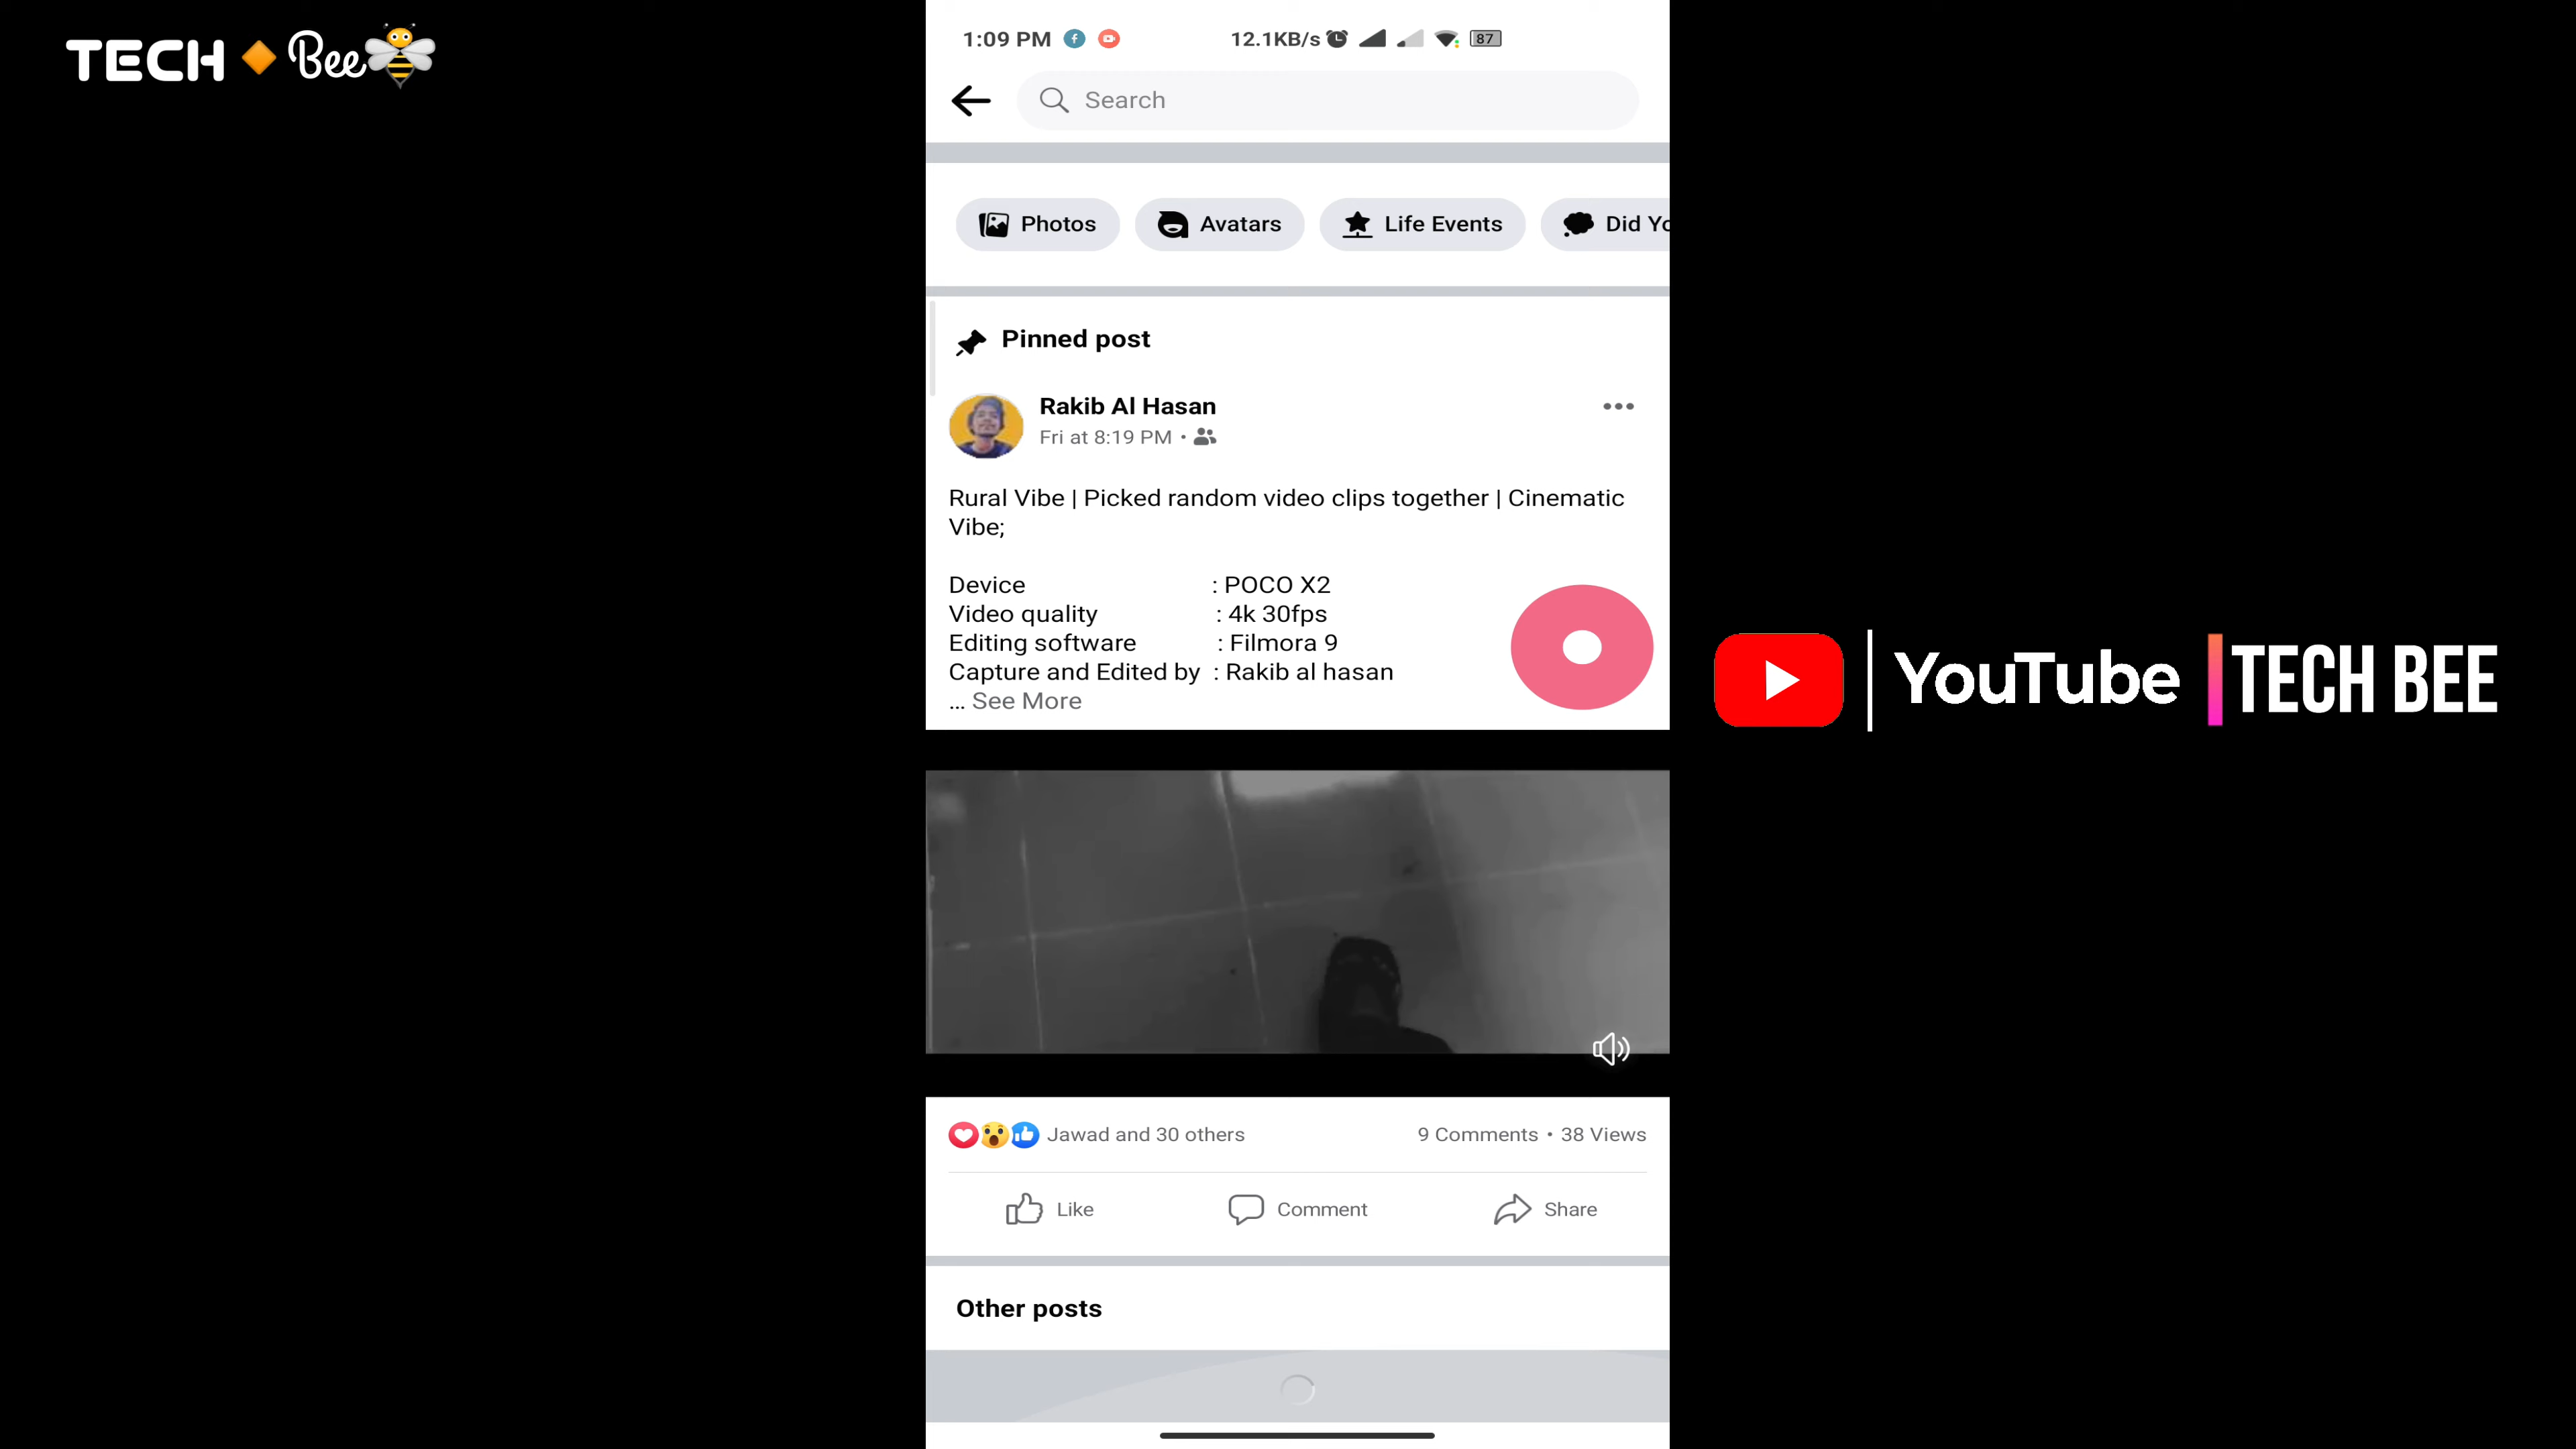 TECH Bee
1:09 PM 12.1KB/s 87
Search
Photos Avatars Life Events Did Yo
Pinned post
Rakib Al Hasan
Fri at 8:19 PM •
Rural Vibe | Picked random video clips together | Cinematic
Vibe;
Device : POCO X2
Video quality : 4k 30fps
Editing software : Filmora 9
Capture and Edited by : Rakib al hasan
... See More
YouTube TECH BEE
Jawad and 30 others 9 Comments • 38 Views
Like Comment Share
Other posts